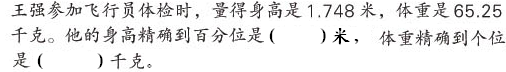 王强参加飞行员体检时，量得身高是1.748米，体重是65.25
千克。他的身高精确到百分位是（　　）米，体重精确到个位
是（　　）千克。